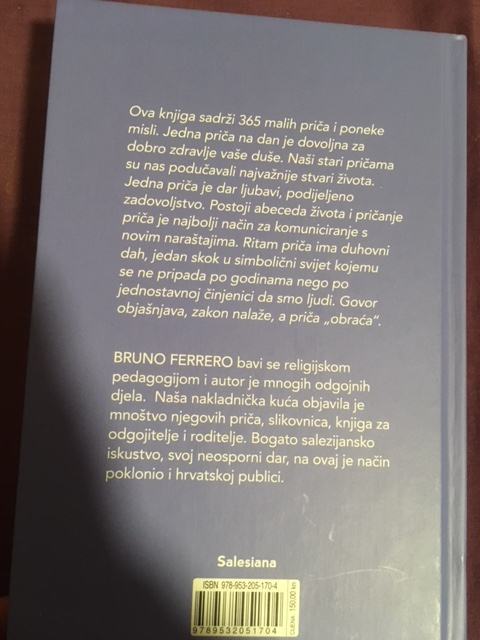 Ova knjiga sadrži 365 malih priča i poneke
misli. Jedna priča na dan je dovoljna za
dobro zdravlje vaše duše. Naši stari pričama
su nas podučavali najvažnije stvari života.
Jedna priča je dar ljubavi, podijeljeno
zadovoljstvo. Postoji abeceda života i pričanje
priča je najbolji način za komuniciranje s
novim naraštajima. Ritam priča ima duhovni
dah, jedan skok u simbolični svijet kojemu
se ne pripada po godinama nego po
jednostavnoj činjenici da smo ljudi. Govor
objašnjava, zakon nalaže, a priča „obraća“.
BRUNO FERRERO bavi se religijskom
pedagogijom i autor je mnogih odgojnih
djela. Naša nakladnička kuća objavila je
mnoštvo njegovih priča, slikovnica, knjiga za
odgojitelje i roditelje. Bogato salezijansko
iskustvo, svoj neosporni dar, na ovaj je način
poklonio i hrvatskoj publici.
Salesiana
ISBN 978-953-205-170-4
9789532051704
CIJENA 150,00 kn